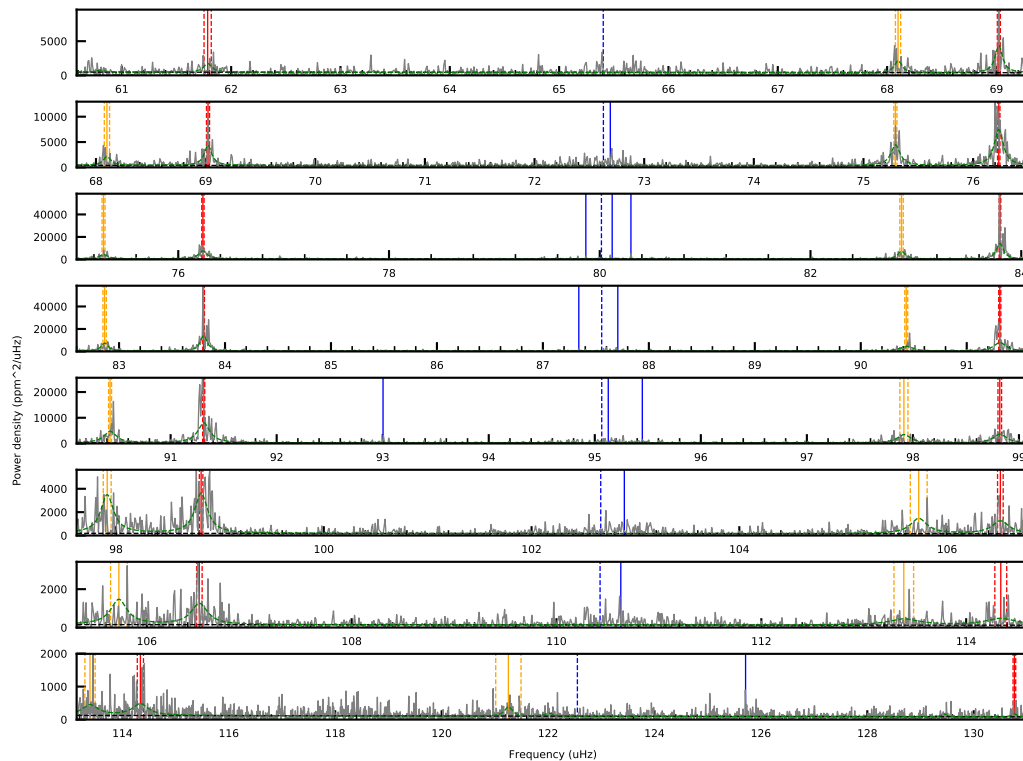 5000
0
61 62 63 64 65 66 67 68 69
10000
5000
0
68 69 70 71 72 73 74 75 76
40000
20000
0
76 78 80 82 84
40000
20000
0
83 84 85 86 87 88 89 90 91
20000
10000
0
91 92 93 94 95 96 97 98 99
Power density (ppm^2/uHz)
4000
2000
0
98 100 102 104 106
2000
0
106 108 110 112 114
2000
1000
0
114 116 118 120 122 124 126 128 130
Frequency (uHz)